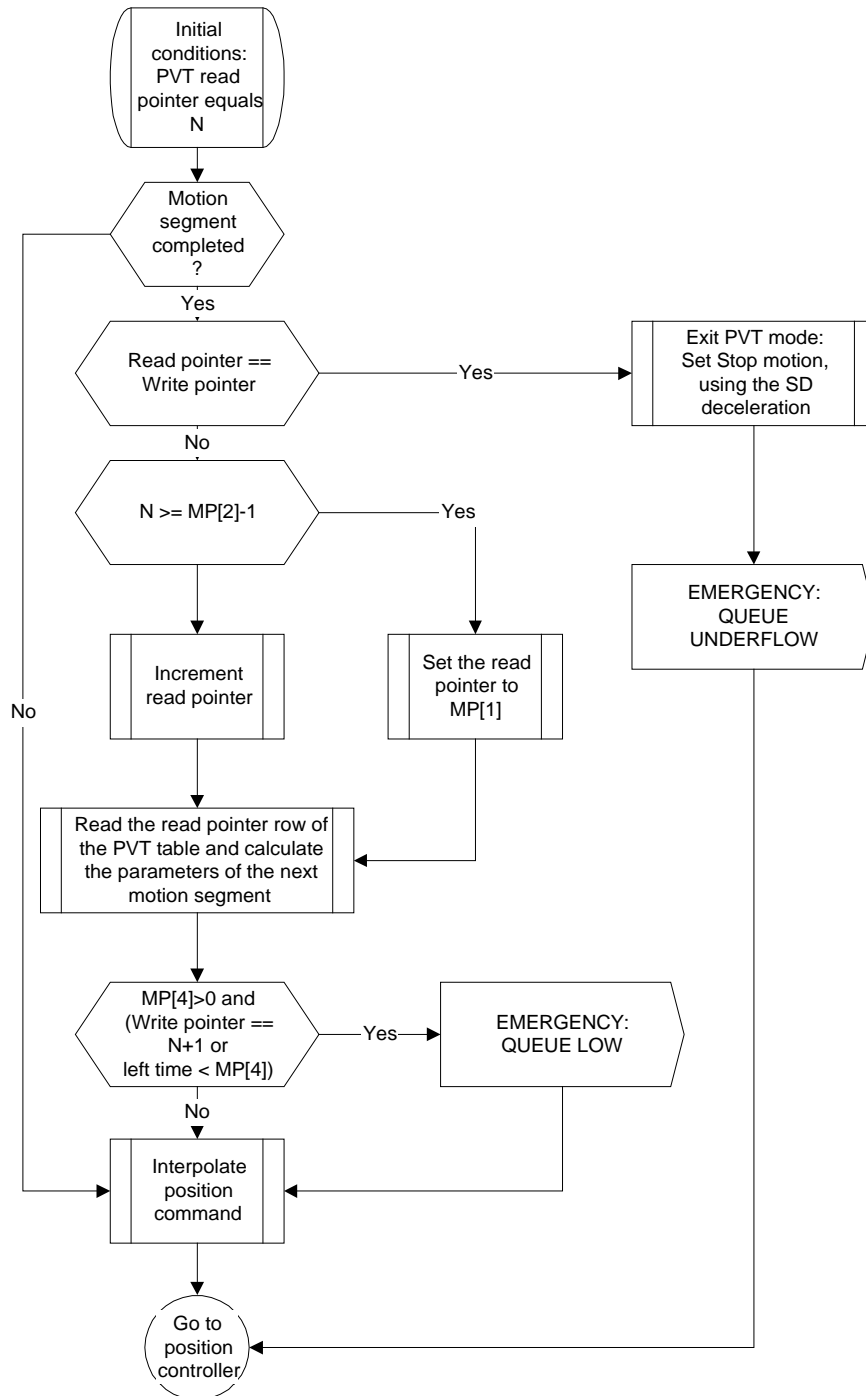 Initial
conditions:
PVT read
pointer equals
N
Motion
segment
completed
?
Yes
Read pointer ==
Write pointer
Yes
Exit PVT mode:
Set Stop motion,
using the SD
deceleration
No
N >= MP[2]-1
Yes
EMERGENCY:
QUEUE
UNDERFLOW
Increment
read pointer
Set the read
pointer to
MP[1]
No
Read the read pointer row of
the PVT table and calculate
the parameters of the next
motion segment
MP[4]>0 and
(Write pointer ==
N+1 or
left time < MP[4])
Yes
EMERGENCY:
QUEUE LOW
No
Interpolate
position
command
Go to
position
controller